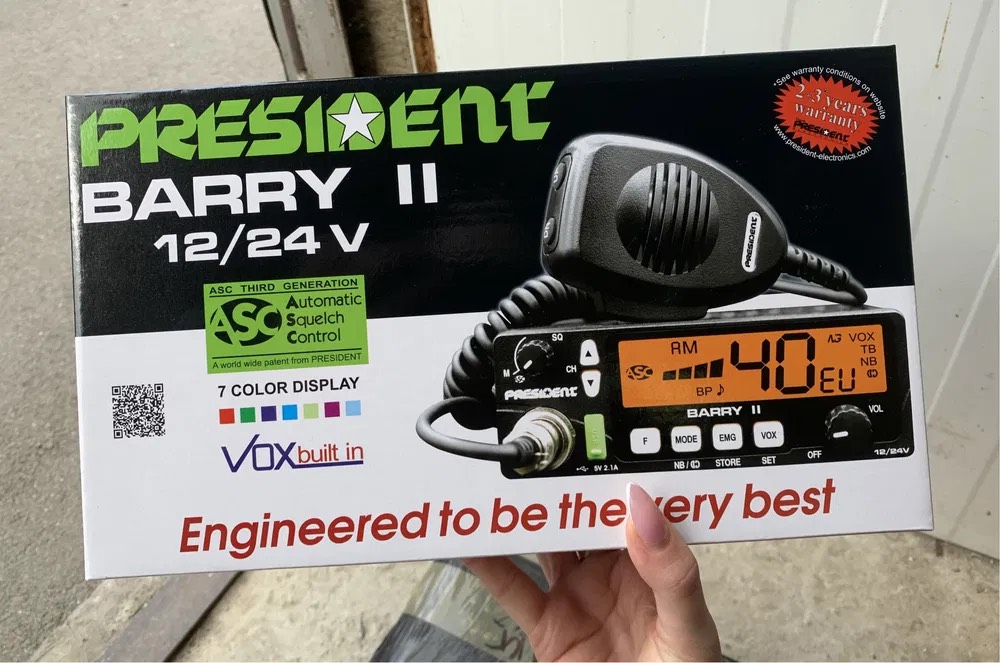 PRESIDENT
BARRY II
12/24 V
*See warranty conditions on website
2-3 years
warranty
PRESIDENT
www.president-electronics.com
ASC THIRD GENERATION
ASC Automatic
Squelch
Control
A world wide patent from PRESIDENT
7 COLOR DISPLAY
VOX built in
PRESIDENT
SQ
M
CH
PRESIDENT
5V 2.1A
ASC
AM
BP
40
EU
VOX
TB
NB
BARRY II
F
MODE
EMG
VOX
NB/
STORE
SET
OFF
VOL
12/24V
Engineered to be the very best